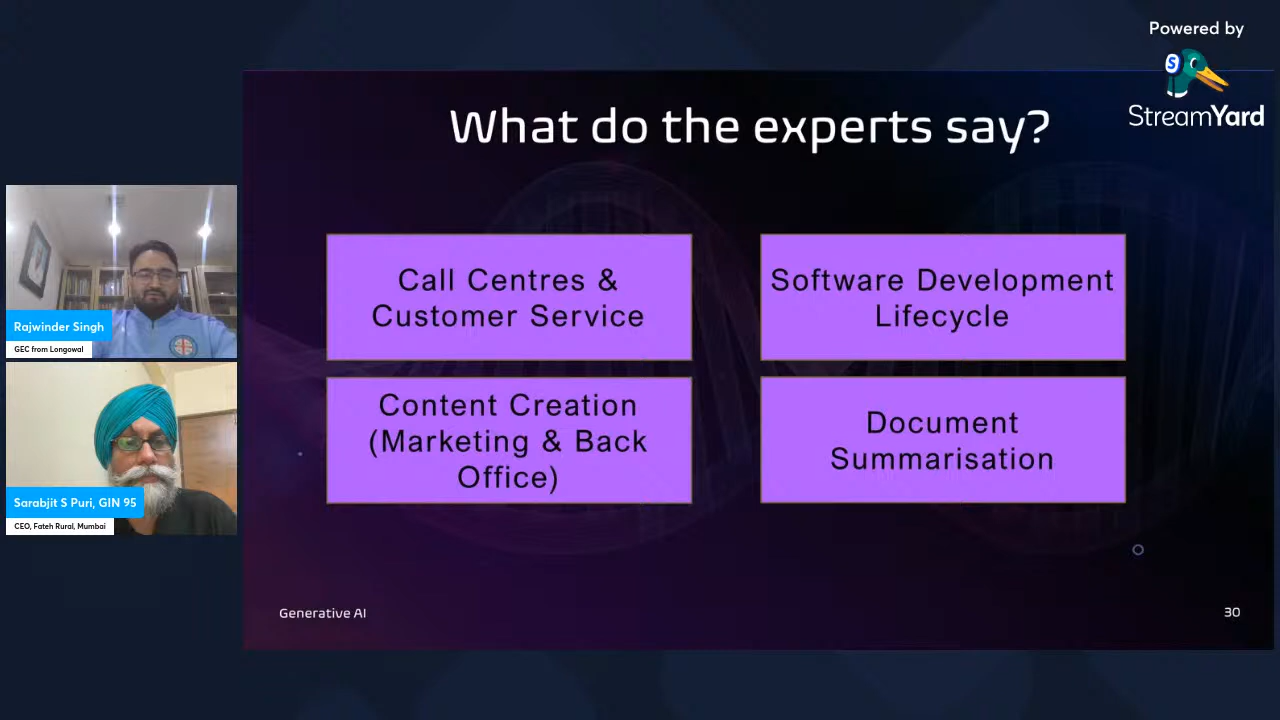 Powered by
StreamYard
What do the experts say?
Call Centres &
Customer Service
Software Development
Lifecycle
Content Creation
(Marketing & Back
Office)
Document
Summarisation
Rajwinder Singh
GEC from Longowal
Sarabjit S Puri, GIN 95
CEO, Fateh Rural, Mumbai
Generative AI
30